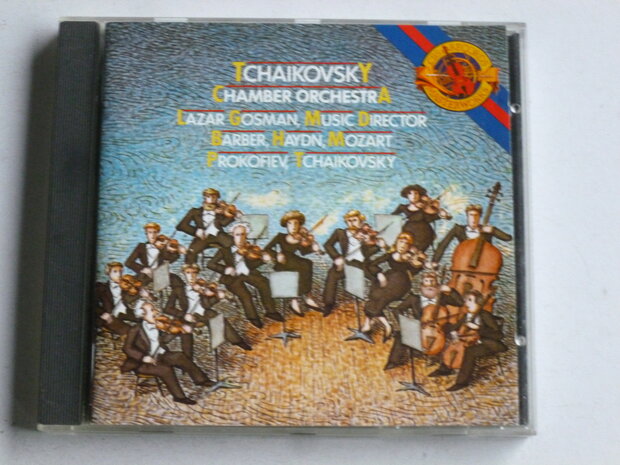 TCHAIKOVSKY
CHAMBER ORCHESTRA
LAZAR GOSMAN, MUSIC DIRECTOR
BARBER, HAYDN, MOZART
PROKOFIEV, TCHAIKOVSKY